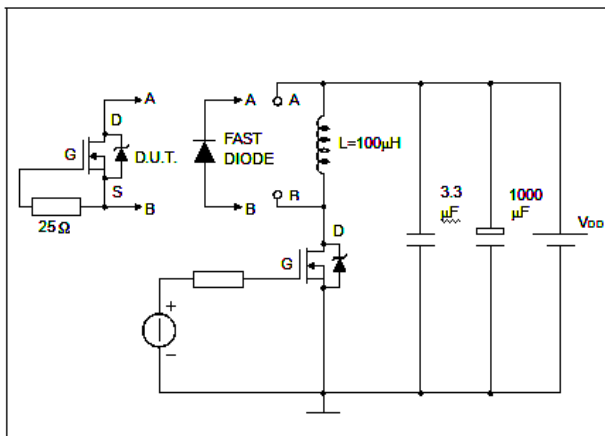 A
A
A
D
FAST
DIODE
L=100µH
G
D.U.T.
3.3
µF
1000
µF
VDD
S
B
B
R
25Ω
D
G
+
−